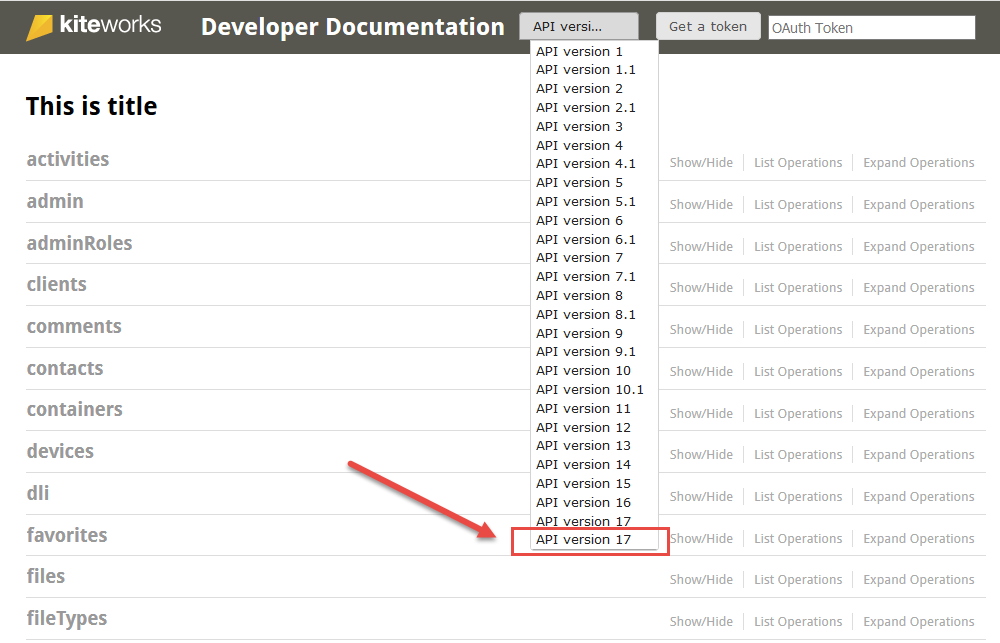 kiteworks Developer Documentation API versi... Get a token OAuth Token
API version 1
API version 1.1
API version 2
API version 2.1
API version 3
API version 4
API version 4.1
API version 5
API version 5.1
API version 6
API version 6.1
API version 7
API version 7.1
API version 8
API version 8.1
API version 9
API version 9.1
API version 10
API version 10.1
API version 11
API version 12
API version 13
API version 14
API version 15
API version 16
API version 17
API version 17
This is title
activities Show/Hide List Operations Expand Operations
admin Show/Hide List Operations Expand Operations
adminRoles Show/Hide List Operations Expand Operations
clients Show/Hide List Operations Expand Operations
comments Show/Hide List Operations Expand Operations
contacts Show/Hide List Operations Expand Operations
containers Show/Hide List Operations Expand Operations
devices Show/Hide List Operations Expand Operations
dli Show/Hide List Operations Expand Operations
favorites Show/Hide List Operations Expand Operations
files Show/Hide List Operations Expand Operations
fileTypes Show/Hide List Operations Expand Operations